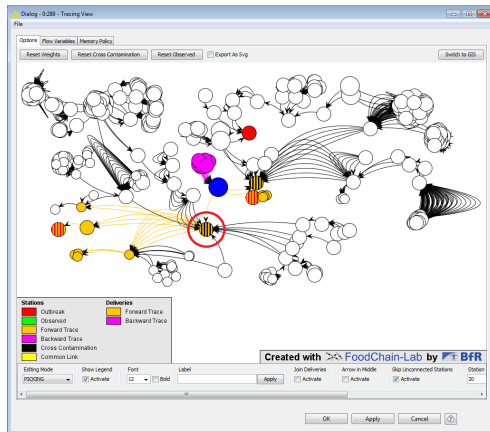 Dialog - 0:289 - Tracing View
File
Options Flow Variables Memory Policy
Reset Weights Reset Cross Contamination Reset Observed Export As Svg Switch to GIS
Stations Deliveries
Outbreak Forward Trace
Observed Backward Trace
Forward Trace
Backward Trace
Cross Contamination
Common Link
Created with FoodChain-Lab by BfR
Editing Mode Show Legend Font Label Join Deliveries Arrow in Middle Skip Unconnected Stations Station
PICKING Activate 12 Bold Apply Activate Activate Activate 20
OK Apply Cancel ?